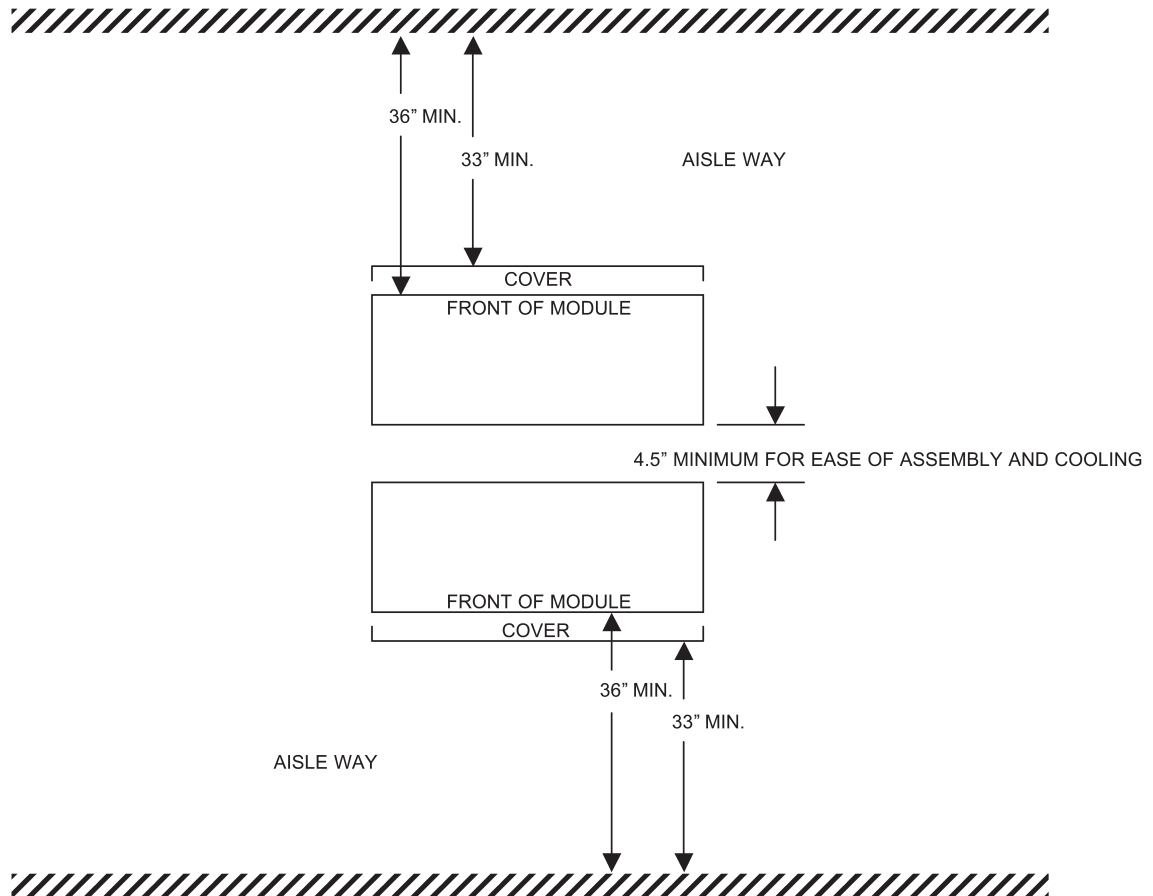 36” MIN.
33” MIN.
AISLE WAY
COVER
FRONT OF MODULE
4.5” MINIMUM FOR EASE OF ASSEMBLY AND COOLING
FRONT OF MODULE
COVER
36” MIN.
33” MIN.
AISLE WAY